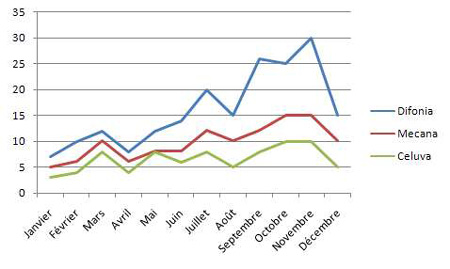 35
30
25
20
15
10
5
0
Janvier
Février
Mars
Avril
Mai
Juin
Juillet
Août
Septembre
Octobre
Novembre
Décembre
Difonia
Mecana
Celuva